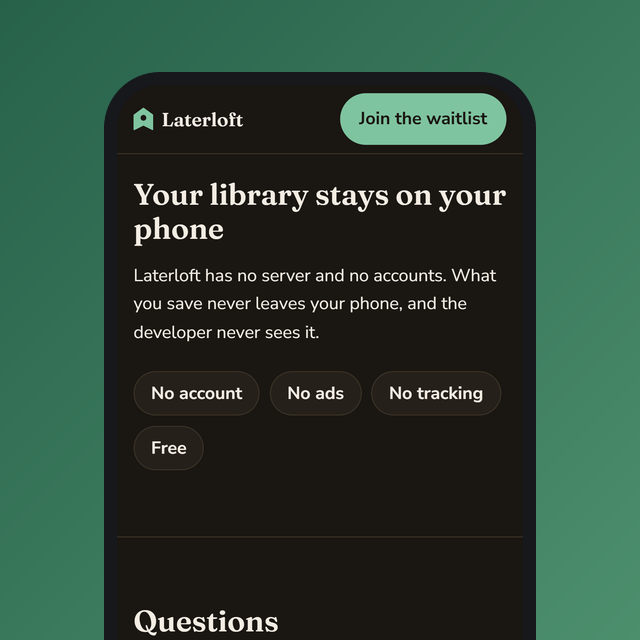 Laterloft
Join the waitlist
Your library stays on your
phone
Laterloft has no server and no accounts. What
you save never leaves your phone, and the
developer never sees it.
No account
No ads
No tracking
Free
Questions